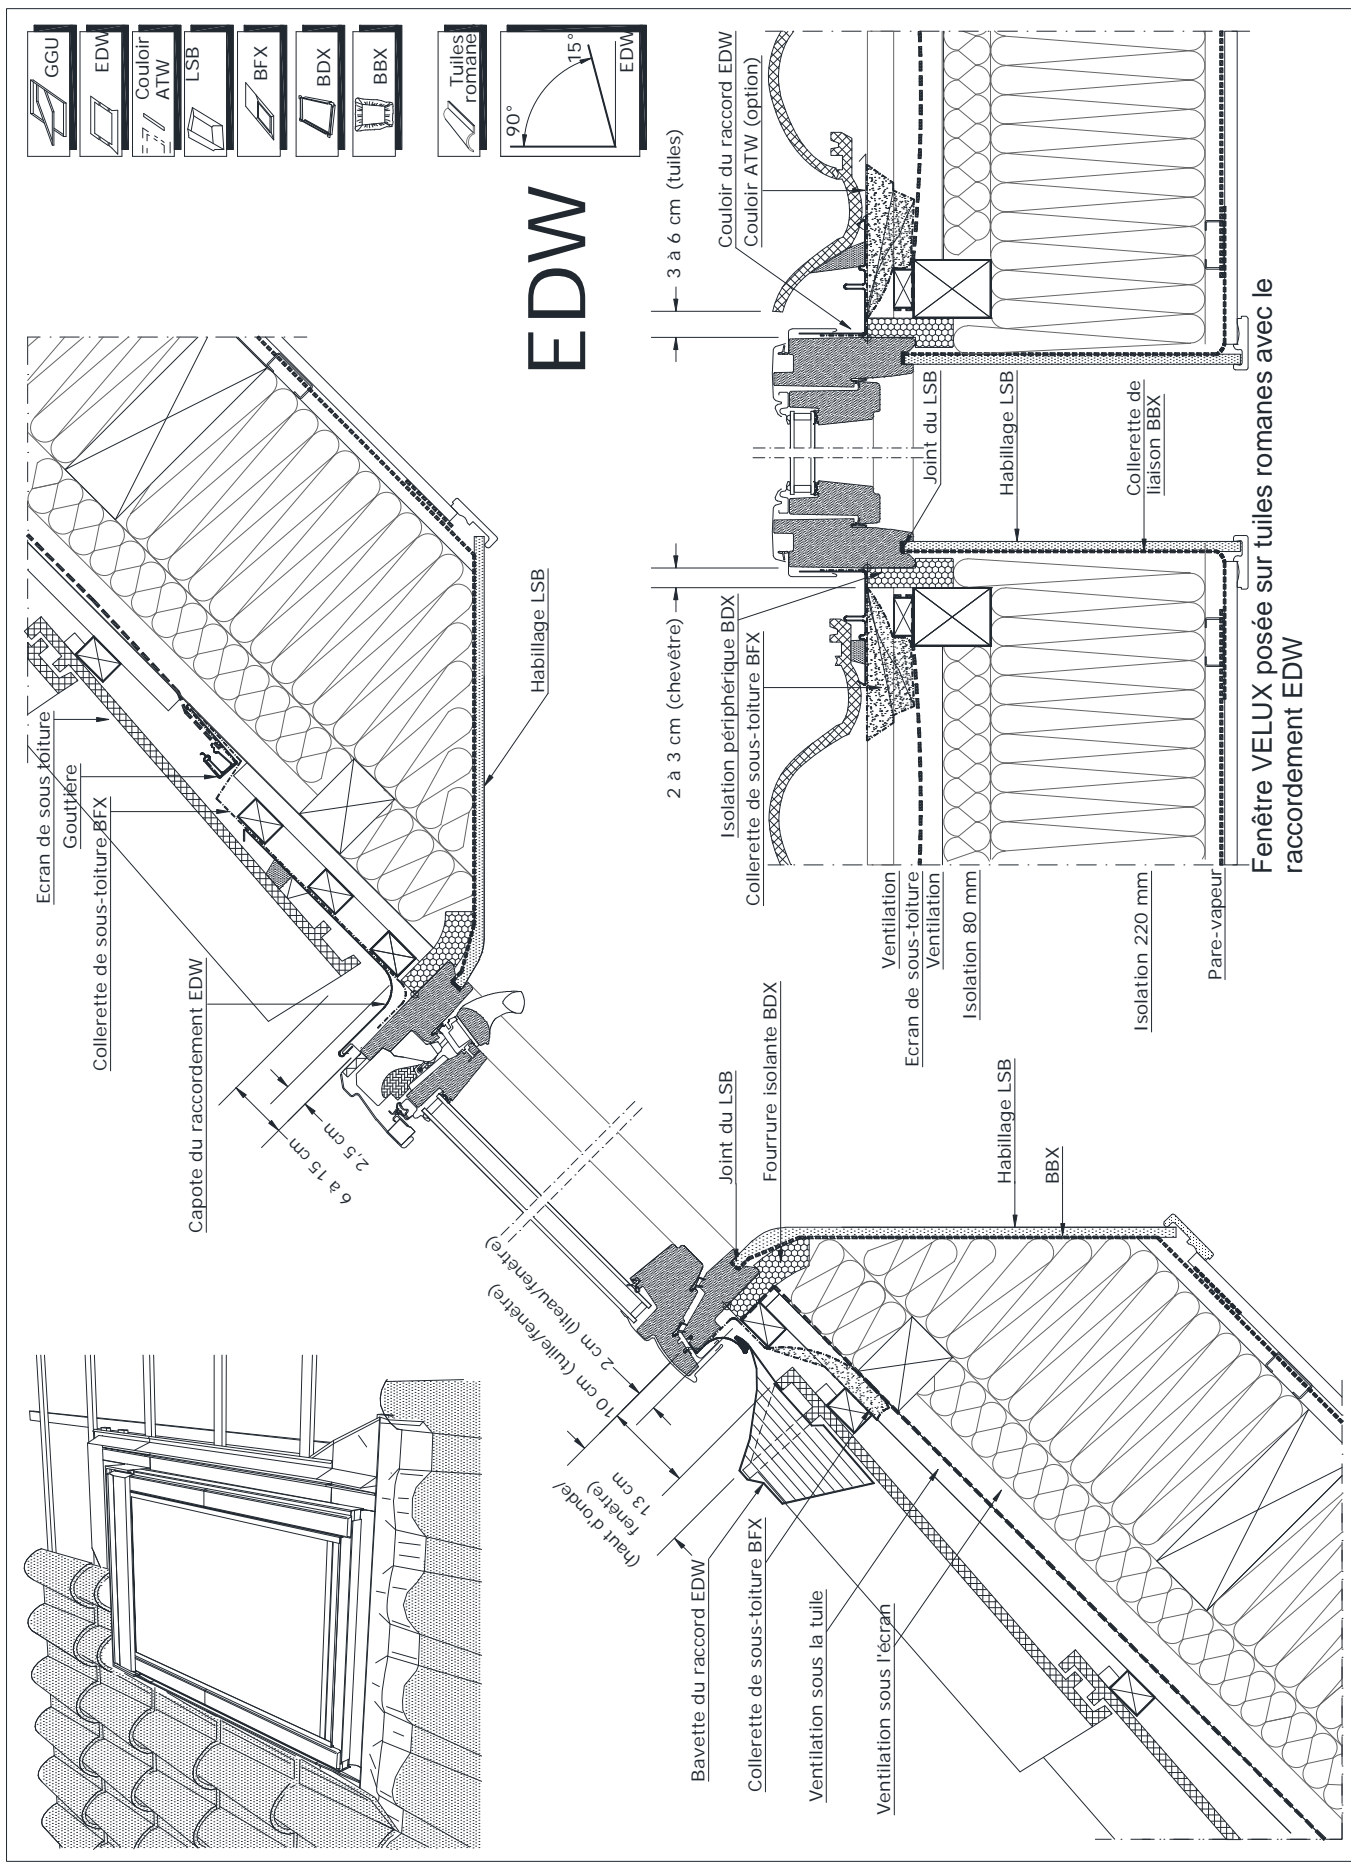 GGU
EDW
Couloir
ATW
LSB
BFX
BDX
BBX
Tuiles
romane
90°
15°
EDW
EDW
Ecran de sous toiture
Gouttière
Collerette de sous-toiture BFX
Capote du raccordement EDW
6 à 15 cm
2,5 cm
Habillage LSB
2 cm (liteau/fenêtre)
10 cm (tuile/fenêtre)
13 cm
(haut d'onde/
fenêtre)
Bavette du raccord EDW
Collerette de sous-toiture BFX
Ventilation sous la tuile
Ventilation sous l'écran
Joint du LSB
Fourrure isolante BDX
Habillage LSB
BBX
3 à 6 cm (tuiles)
Couloir du raccord EDW
Couloir ATW (option)
2 à 3 cm (chevêtre)
Isolation périphérique BDX
Collerette de sous-toiture BFX
Joint du LSB
Habillage LSB
Collerette de
liaison BBX
Ventilation
Ecran de sous-toiture
Ventilation
Isolation 80 mm
Isolation 220 mm
Pare-vapeur
Fenêtre VELUX posée sur tuiles romanes avec le
raccordement EDW